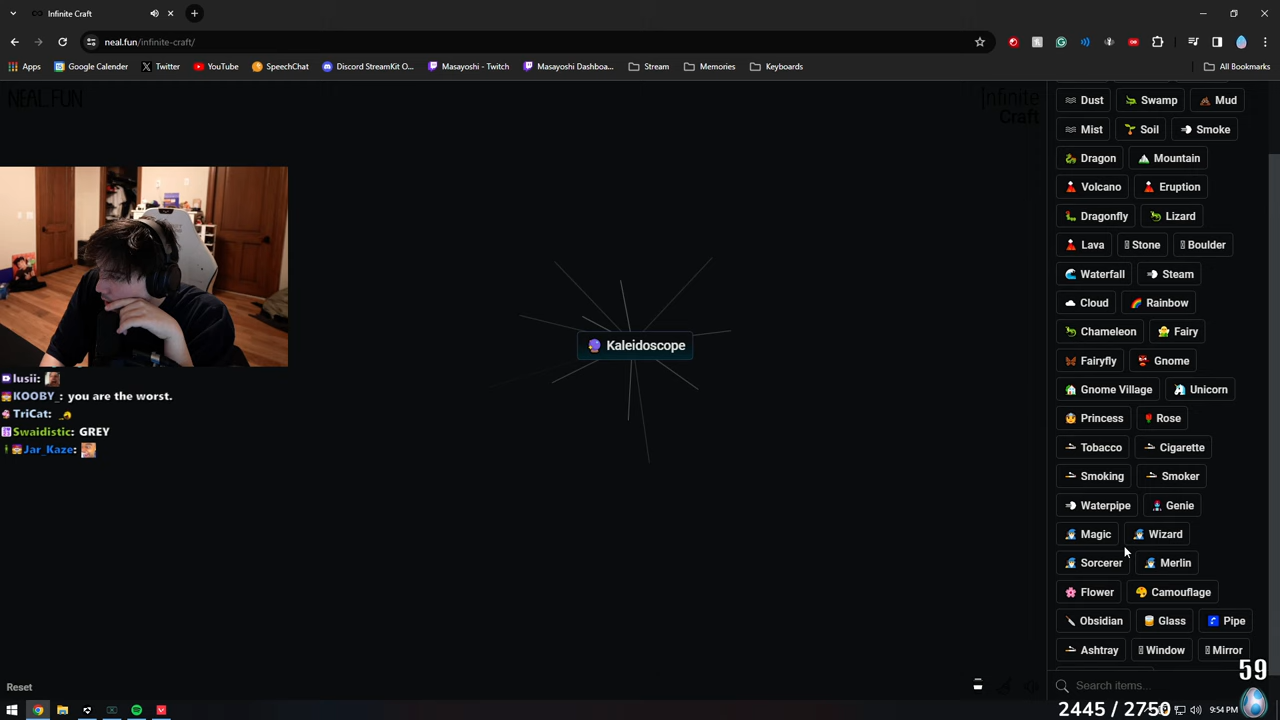 Infinite Craft
neal.fun/infinite-craft/
Apps
Google Calender
Twitter
YouTube
SpeechChat
Discord StreamKit O...
Masayoshi - Twitch
Masayoshi Dashboa...
Stream
Memories
Keyboards
All Bookmarks
NEAL.FUN
Infinite
Craft
Dust Swamp Mud
Mist Soil Smoke
Dragon Mountain
Volcano Eruption
Dragonfly Lizard
Lava Stone Boulder
Waterfall Steam
Cloud Rainbow
Chameleon Fairy
Kaleidoscope
Fairyfly Gnome
Gnome Village Unicorn
Princess Rose
Tobacco Cigarette
Smoking Smoker
Waterpipe Genie
Magic Wizard
Sorcerer Merlin
Flower Camouflage
Obsidian Glass Pipe
Ashtray Window Mirror
lusii:
KOOBY_: you are the worst.
TriCat:
Swaidistic: GREY
Jar_Kaze:
Reset
Search items...
59
2445 / 2750
9:54 PM